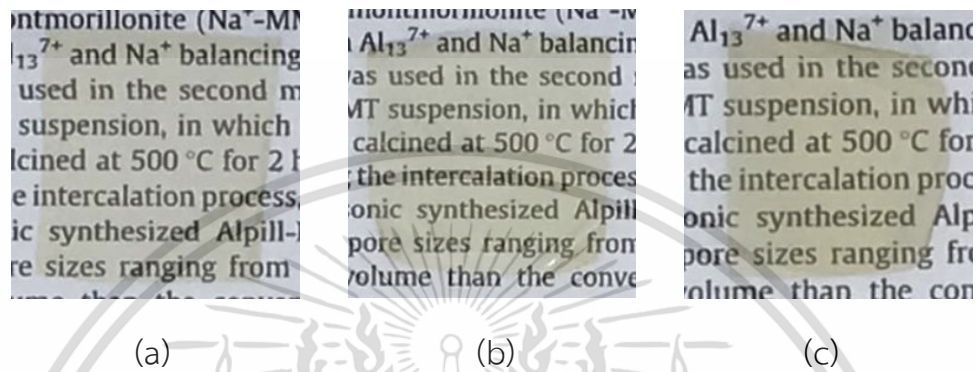 ontmorillonite (Na⁺-MM
l₁₃⁷⁺ and Na⁺ balancing
used in the second m
suspension, in which
lcined at 500 °C for 2 h
e intercalation process,
ic synthesized Alpill-
re sizes ranging from
(a)
Al₁₃⁷⁺ and Na⁺ balancin
as used in the second
MT suspension, in which
calcined at 500 °C for 2
the intercalation proces
onic synthesized Alpill
pore sizes ranging from
volume than the conve
(b)
Al₁₃⁷⁺ and Na⁺ balanc
as used in the second
MT suspension, in whi
calcined at 500 °C for
the intercalation proc
onic synthesized Alp
pore sizes ranging fro
volume than the con
(c)